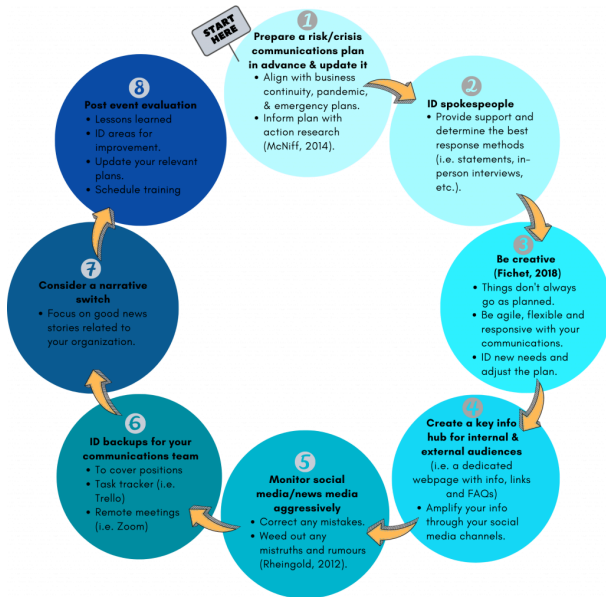 START
HERE
1
Prepare a risk/crisis
communications plan
in advance & update it
• Align with business
continuity, pandemic,
& emergency plans.
• Inform plan with
action research
(McNiff, 2014).
2
ID spokespeople
• Provide support and
determine the best
response methods
(i.e. statements, in-
person interviews,
etc.).
3
Be creative
(Fichet, 2018)
• Things don't always
go as planned.
• Be agile, flexible and
responsive with your
communications.
• ID new needs and
adjust the plan.
4
Create a key info
hub for internal &
external audiences
(i.e. a dedicated
webpage with info, links
and FAQs)
• Amplify your info
through your social
media channels.
5
Monitor social
media/news media
aggressively
• Correct any mistakes.
• Weed out any
mistruths and rumours
(Rheingold, 2012).
6
ID backups for your
communications team
• To cover positions
• Task tracker (i.e.
Trello)
• Remote meetings
(i.e. Zoom)
7
Consider a narrative
switch
• Focus on good news
stories related to
your organization.
8
Post event evaluation
• Lessons learned
• ID areas for
improvement.
• Update your relevant
plans.
• Schedule training